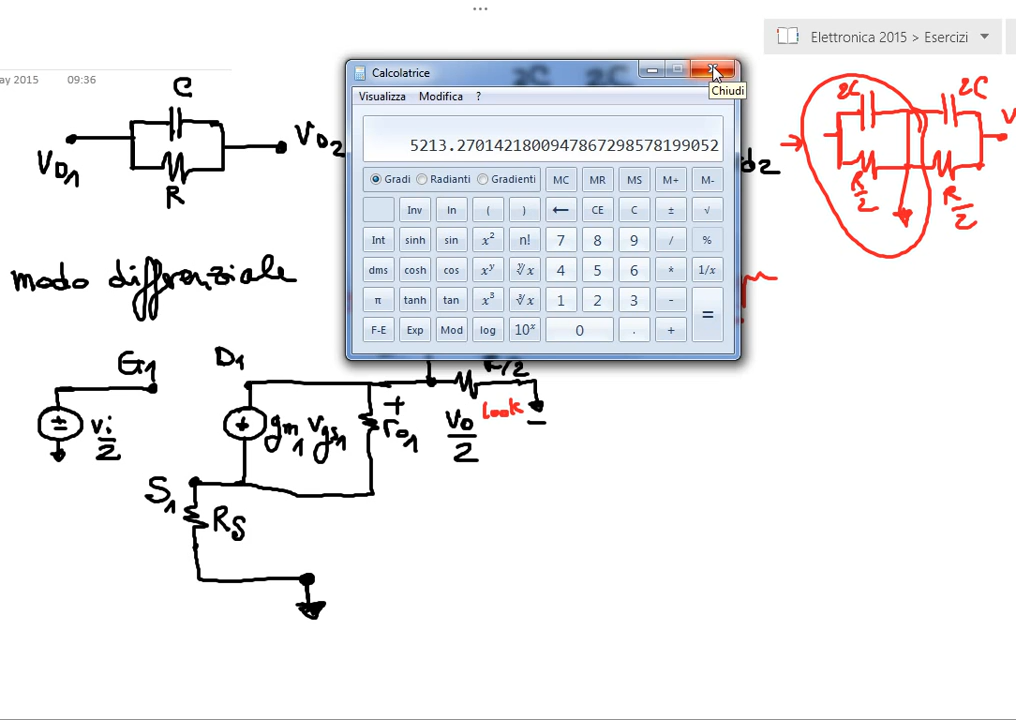 Elettronica 2015 > Esercizi
ay 2015 09:36
C
V_D1
R
V_D2
Calcolatrice
Chiudi
Visualizza Modifica ?
5213.2701421800947867298578199052
Gradi Radianti Gradienti MC MR MS M+ M-
Inv ln ( ) ← CE C ± √
Int sinh sin x² n! 7 8 9 / %
dms cosh cos xʸ ʸ√x 4 5 6 * 1/x
π tanh tan x³ ³√x 1 2 3 - =
F-E Exp Mod log 10ˣ 0 . +
2C 2C
R/2 R/2
V
modo differenziale
G1
D1
R/2
vi/2
+
gm1 vgs1
+
ro1
Vo/2
look
-
S1
RS